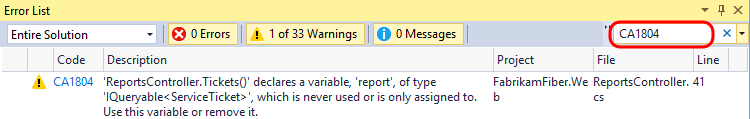 Error List
Entire Solution
0 Errors
1 of 33 Warnings
0 Messages
CA1804
Code Description Project File Line
CA1804 'ReportsController.Tickets()' declares a variable, 'report', of type FabrikamFiber.We ReportsController. 41
'IQueryable<ServiceTicket>', which is never used or is only assigned to. b cs
Use this variable or remove it.